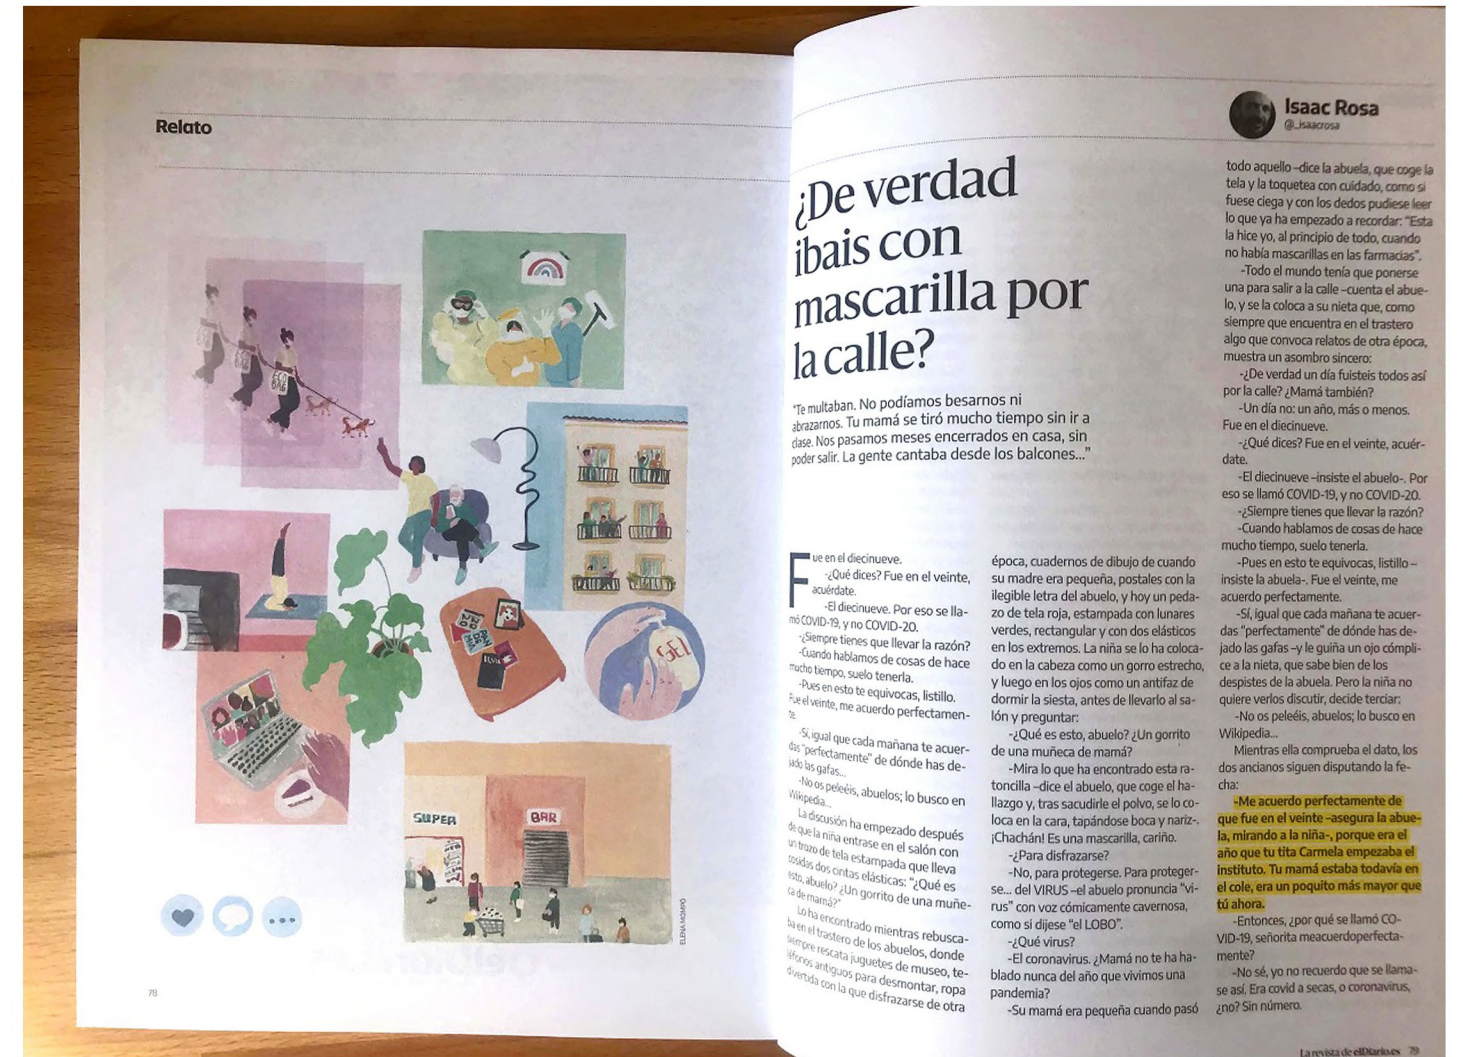 Relato
ECO
BAG
SUPER
BAR
GEL
ELENA MOMPÓ
78
Isaac Rosa
@_isaacrosa
¿De verdad
ibais con
mascarilla por
la calle?
"Te multaban. No podíamos besarnos ni
abrazarnos. Tu mamá se tiró mucho tiempo sin ir a
clase. Nos pasamos meses encerrados en casa, sin
poder salir. La gente cantaba desde los balcones..."
Fue en el diecinueve.
-¿Qué dices? Fue en el veinte,
acuérdate.
-El diecinueve. Por eso se lla-
mó COVID-19, y no COVID-20.
-¿Siempre tienes que llevar la razón?
-Cuando hablamos de cosas de hace
mucho tiempo, suelo tenerla.
-Pues en esto te equivocas, listillo.
Fue el veinte, me acuerdo perfectamen-
te.
-Sí, igual que cada mañana te acuer-
das "perfectamente" de dónde has de-
jado las gafas...
-No os peleéis, abuelos; lo busco en
Wikipedia...
La discusión ha empezado después
de que la niña entrase en el salón con
un trozo de tela estampada que lleva
cosidas dos cintas elásticas: "¿Qué es
esto, abuelo? ¿Un gorrito de una muñe-
ca de mamá?"
Lo ha encontrado mientras rebusca-
ba en el trastero de los abuelos, donde
siempre rescata juguetes de museo, te-
léfonos antiguos para desmontar, ropa
divertida con la que disfrazarse de otra
época, cuadernos de dibujo de cuando
su madre era pequeña, postales con la
ilegible letra del abuelo, y hoy un peda-
zo de tela roja, estampada con lunares
verdes, rectangular y con dos elásticos
en los extremos. La niña se lo ha coloca-
do en la cabeza como un gorro estrecho,
y luego en los ojos como un antifaz de
dormir la siesta, antes de llevarlo al sa-
lón y preguntar:
-¿Qué es esto, abuelo? ¿Un gorrito
de una muñeca de mamá?
-Mira lo que ha encontrado esta ra-
toncilla –dice el abuelo, que coge el ha-
llazgo y, tras sacudirle el polvo, se lo co-
loca en la cara, tapándose boca y nariz-.
¡Chachán! Es una mascarilla, cariño.
-¿Para disfrazarse?
-No, para protegerse. Para proteger-
se... del VIRUS –el abuelo pronuncia "vi-
rus" con voz cómicamente cavernosa,
como si dijese "el LOBO".
-¿Qué virus?
-El coronavirus. ¿Mamá no te ha ha-
blado nunca del año que vivimos una
pandemia?
-Su mamá era pequeña cuando pasó
todo aquello –dice la abuela, que coge la
tela y la toquetea con cuidado, como si
fuese ciega y con los dedos pudiese leer
lo que ya ha empezado a recordar: "Esta
la hice yo, al principio de todo, cuando
no había mascarillas en las farmacias".
-Todo el mundo tenía que ponerse
una para salir a la calle –cuenta el abue-
lo, y se la coloca a su nieta que, como
siempre que encuentra en el trastero
algo que convoca relatos de otra época,
muestra un asombro sincero:
-¿De verdad un día fuisteis todos así
por la calle? ¿Mamá también?
-Un día no: un año, más o menos.
Fue en el diecinueve.
-¿Qué dices? Fue en el veinte, acuér-
date.
-El diecinueve –insiste el abuelo-. Por
eso se llamó COVID-19, y no COVID-20.
-¿Siempre tienes que llevar la razón?
-Cuando hablamos de cosas de hace
mucho tiempo, suelo tenerla.
-Pues en esto te equivocas, listillo –
insiste la abuela-. Fue el veinte, me
acuerdo perfectamente.
-Sí, igual que cada mañana te acuer-
das "perfectamente" de dónde has de-
jado las gafas –y le guiña un ojo cómpli-
ce a la nieta, que sabe bien de los
despistes de la abuela. Pero la niña no
quiere verlos discutir, decide terciar:
-No os peleéis, abuelos; lo busco en
Wikipedia...
Mientras ella comprueba el dato, los
dos ancianos siguen disputando la fe-
cha:
-Me acuerdo perfectamente de
que fue en el veinte –asegura la abue-
la, mirando a la niña-, porque era el
año que tu tita Carmela empezaba el
instituto. Tu mamá estaba todavía en
el cole, era un poquito más mayor que
tú ahora.
-Entonces, ¿por qué se llamó CO-
VID-19, señorita meacuerdoperfecta-
mente?
-No sé, yo no recuerdo que se llama-
se así. Era covid a secas, o coronavirus,
¿no? Sin número.
La revista de elDiario.es 79